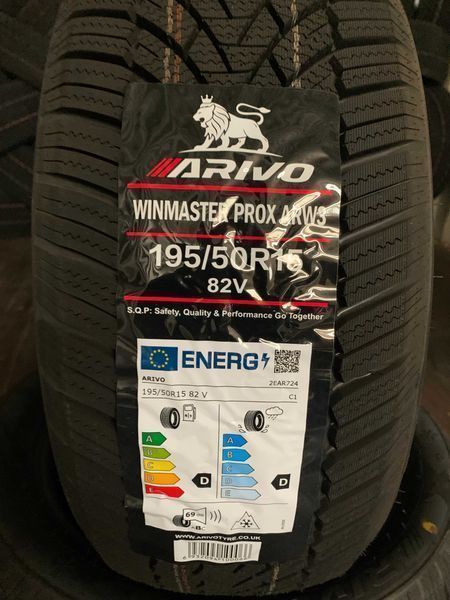 ARIVO
WINMASTER PROX ARW3
195/50R15
82V
S.Q.P: Safety, Quality & Performance Go Together
ENERG
ARIVO
2EAR724
195/50R15 82 V
C1
A
B
C
D
E
D
A
B
C
D
E
D
69 dB
ABC
WWW.ARIVOTYRE.CO.UK